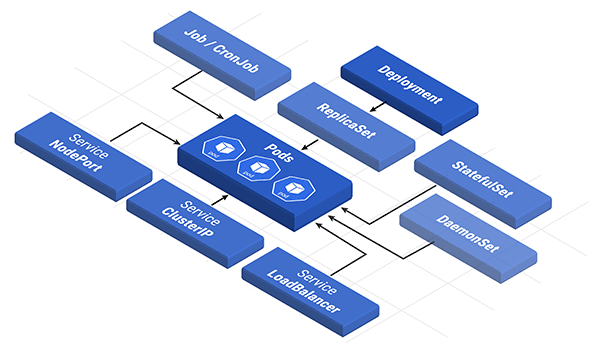 Job / CronJob
Deployment
ReplicaSet
Pods
pod
pod
pod
Service
NodePort
StatefulSet
Service
ClusterIP
DaemonSet
Service
LoadBalancer